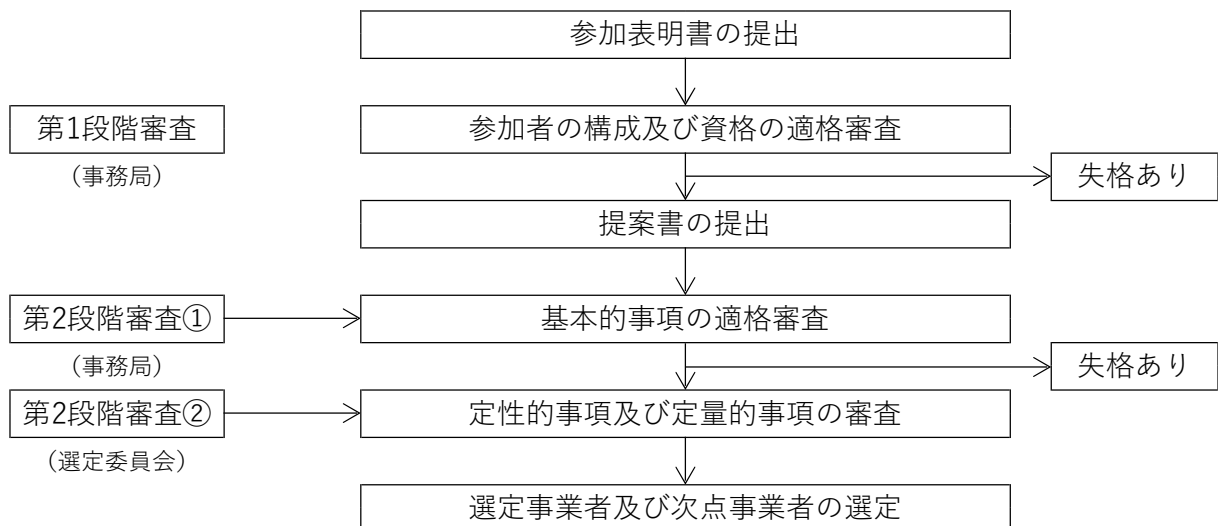 参加表明書の提出
第1段階審査
参加者の構成及び資格の適格審査
（事務局）
失格あり
提案書の提出
第2段階審査①
基本的事項の適格審査
（事務局）
失格あり
第2段階審査②
定性的事項及び定量的事項の審査
（選定委員会）
選定事業者及び次点事業者の選定